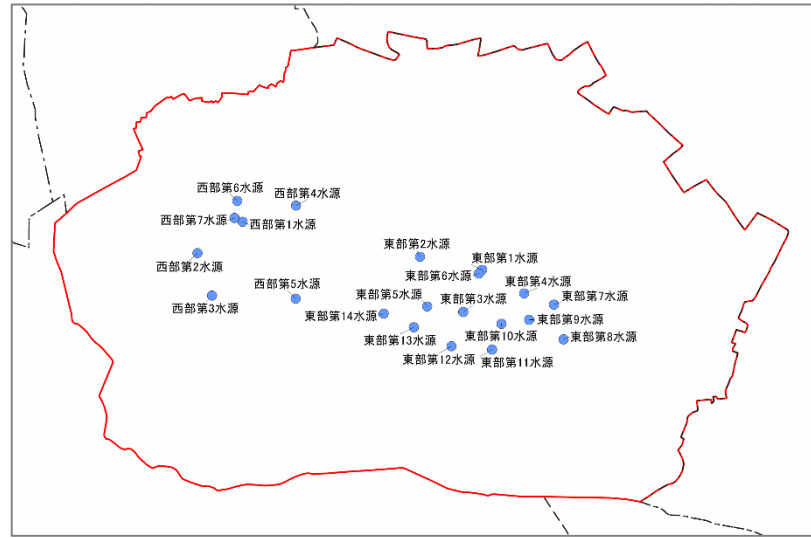 西部第6水源
西部第4水源
西部第7水源
西部第1水源
西部第2水源
西部第3水源
西部第5水源
東部第2水源
東部第1水源
東部第6水源
東部第4水源
東部第5水源
東部第3水源
東部第7水源
東部第14水源
東部第9水源
東部第13水源
東部第10水源
東部第8水源
東部第12水源
東部第11水源